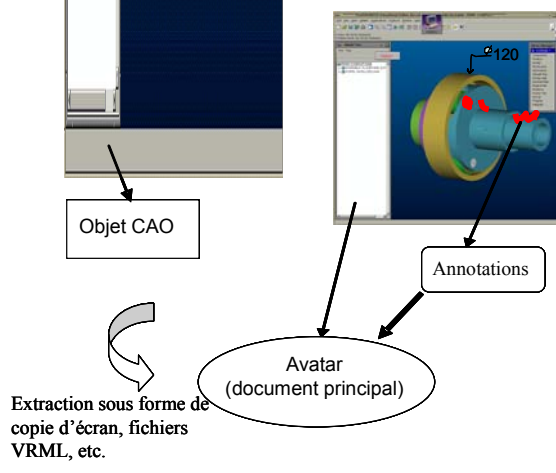 120
Objet CAO
Annotations
Avatar
(document principal)
Extraction sous forme de
copie d'écran, fichiers
VRML, etc.